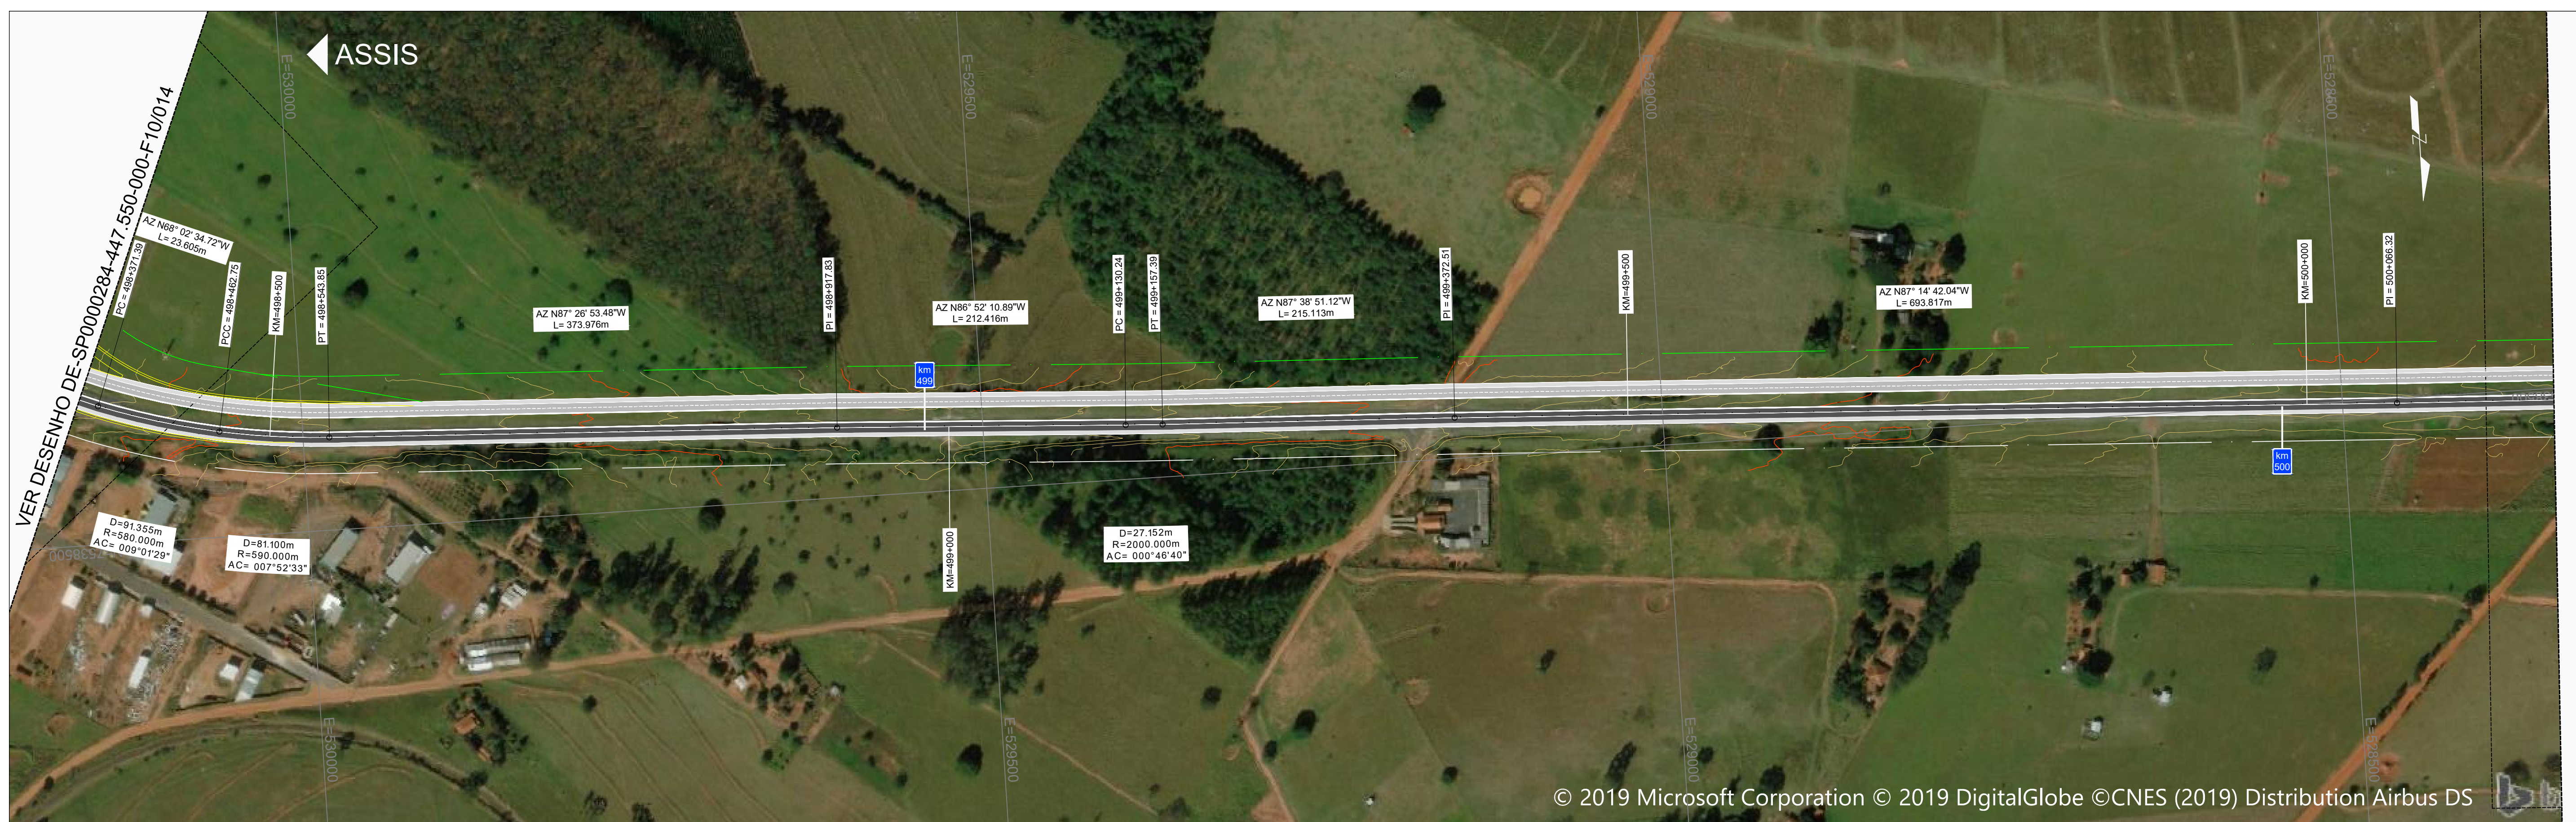 ASSIS
E=530000
E=529500
E=529000
E=528500
N
VER DESENHO DE-SP0000284-447.550-000-F10/014
AZ N68° 02' 34.72"W
L= 23.605m
PC = 498+371.39
PCC = 498+462.75
KM=498+500
PT = 498+543.85
AZ N87° 26' 53.48"W
L= 373.976m
PI = 498+917.83
km
499
AZ N86° 52' 10.89"W
L= 212.416m
PC = 499+130.24
PT = 499+157.39
AZ N87° 38' 51.12"W
L= 215.113m
PI = 499+372.51
KM=499+500
AZ N87° 14' 42.04"W
L= 693.817m
KM=500+000
PI = 500+066.32
km
500
D=91.355m
R=580.000m
AC= 009°01'29"
D=81.100m
R=590.000m
AC= 007°52'33"
KM=499+000
D=27.152m
R=2000.000m
AC= 000°46'40"
E=530000
E=529500
E=529000
E=528500
© 2019 Microsoft Corporation © 2019 DigitalGlobe ©CNES (2019) Distribution Airbus DS